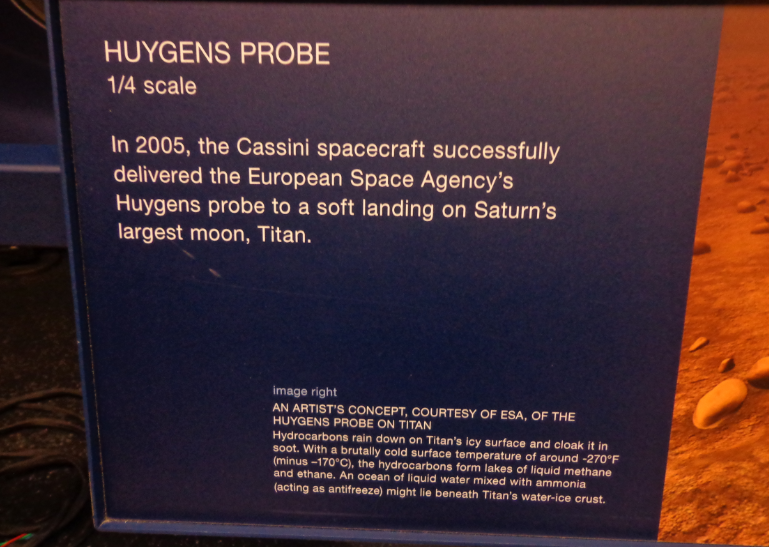 HUYGENS PROBE
1/4 scale
In 2005, the Cassini spacecraft successfully
delivered the European Space Agency's
Huygens probe to a soft landing on Saturn's
largest moon, Titan.
image right
AN ARTIST'S CONCEPT, COURTESY OF ESA, OF THE
HUYGENS PROBE ON TITAN
Hydrocarbons rain down on Titan's icy surface and cloak it in
soot. With a brutally cold surface temperature of around -270°F
(minus –170°C), the hydrocarbons form lakes of liquid methane
and ethane. An ocean of liquid water mixed with ammonia
(acting as antifreeze) might lie beneath Titan's water-ice crust.